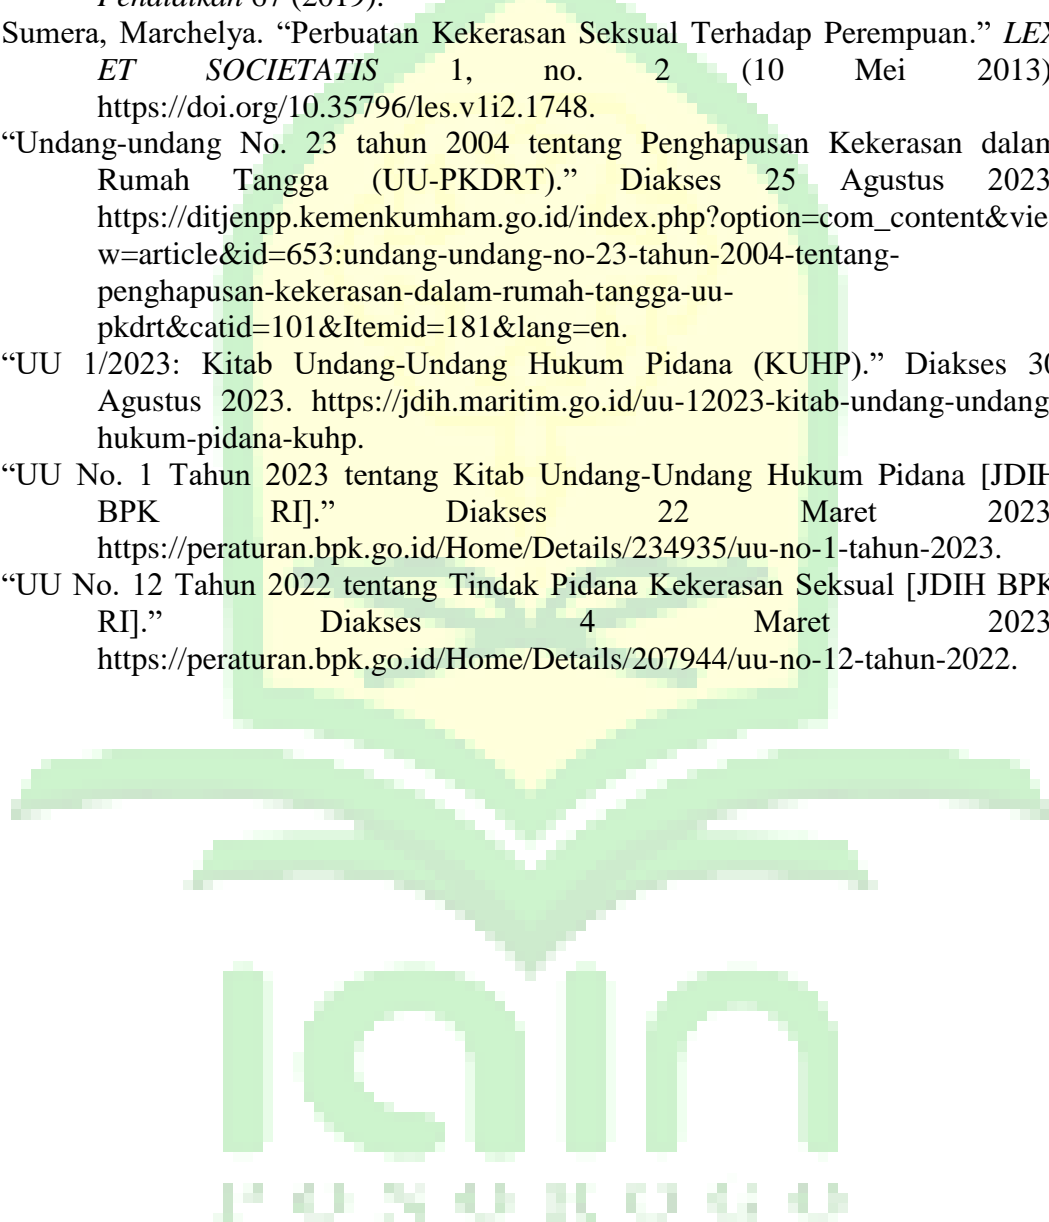 Pendidikan 67 (2019).
Sumera, Marchelya. “Perbuatan Kekerasan Seksual Terhadap Perempuan.” LEX
ET SOCIETATIS 1, no. 2 (10 Mei 2013)
https://doi.org/10.35796/les.v1i2.1748.
“Undang-undang No. 23 tahun 2004 tentang Penghapusan Kekerasan dalam
Rumah Tangga (UU-PKDRT).” Diakses 25 Agustus 2023
https://ditjenpp.kemenkumham.go.id/index.php?option=com_content&vie
w=article&id=653:undang-undang-no-23-tahun-2004-tentang-
penghapusan-kekerasan-dalam-rumah-tangga-uu-
pkdrt&catid=101&Itemid=181&lang=en.
“UU 1/2023: Kitab Undang-Undang Hukum Pidana (KUHP).” Diakses 30
Agustus 2023. https://jdih.maritim.go.id/uu-12023-kitab-undang-undang
hukum-pidana-kuhp.
“UU No. 1 Tahun 2023 tentang Kitab Undang-Undang Hukum Pidana [JDIH
BPK RI].” Diakses 22 Maret 2023
https://peraturan.bpk.go.id/Home/Details/234935/uu-no-1-tahun-2023.
“UU No. 12 Tahun 2022 tentang Tindak Pidana Kekerasan Seksual [JDIH BPK
RI].” Diakses 4 Maret 2023
https://peraturan.bpk.go.id/Home/Details/207944/uu-no-12-tahun-2022.
iain
PONOROGO